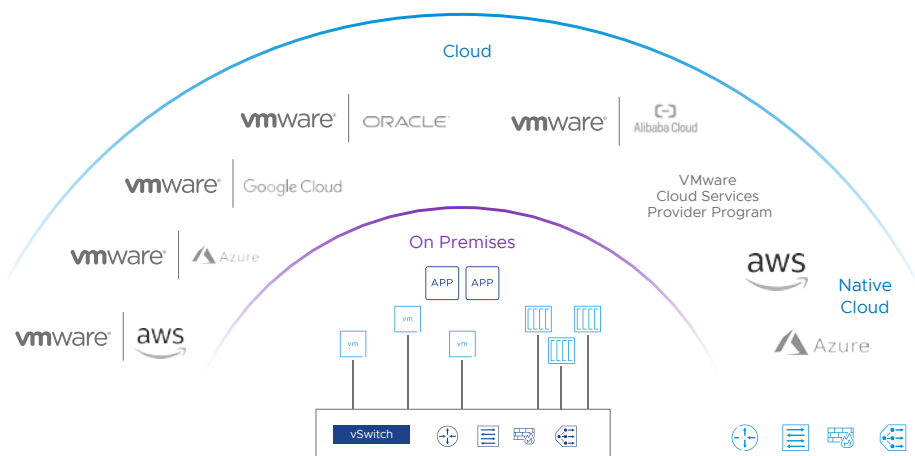 Cloud
vmware® ORACLE®
vmware® Alibaba Cloud
vmware® Google Cloud
VMware
Cloud Services
Provider Program
On Premises
vmware® Azure
aws
Native
Cloud
APP APP
vm
vmware® aws
vm vm
Azure
vSwitch